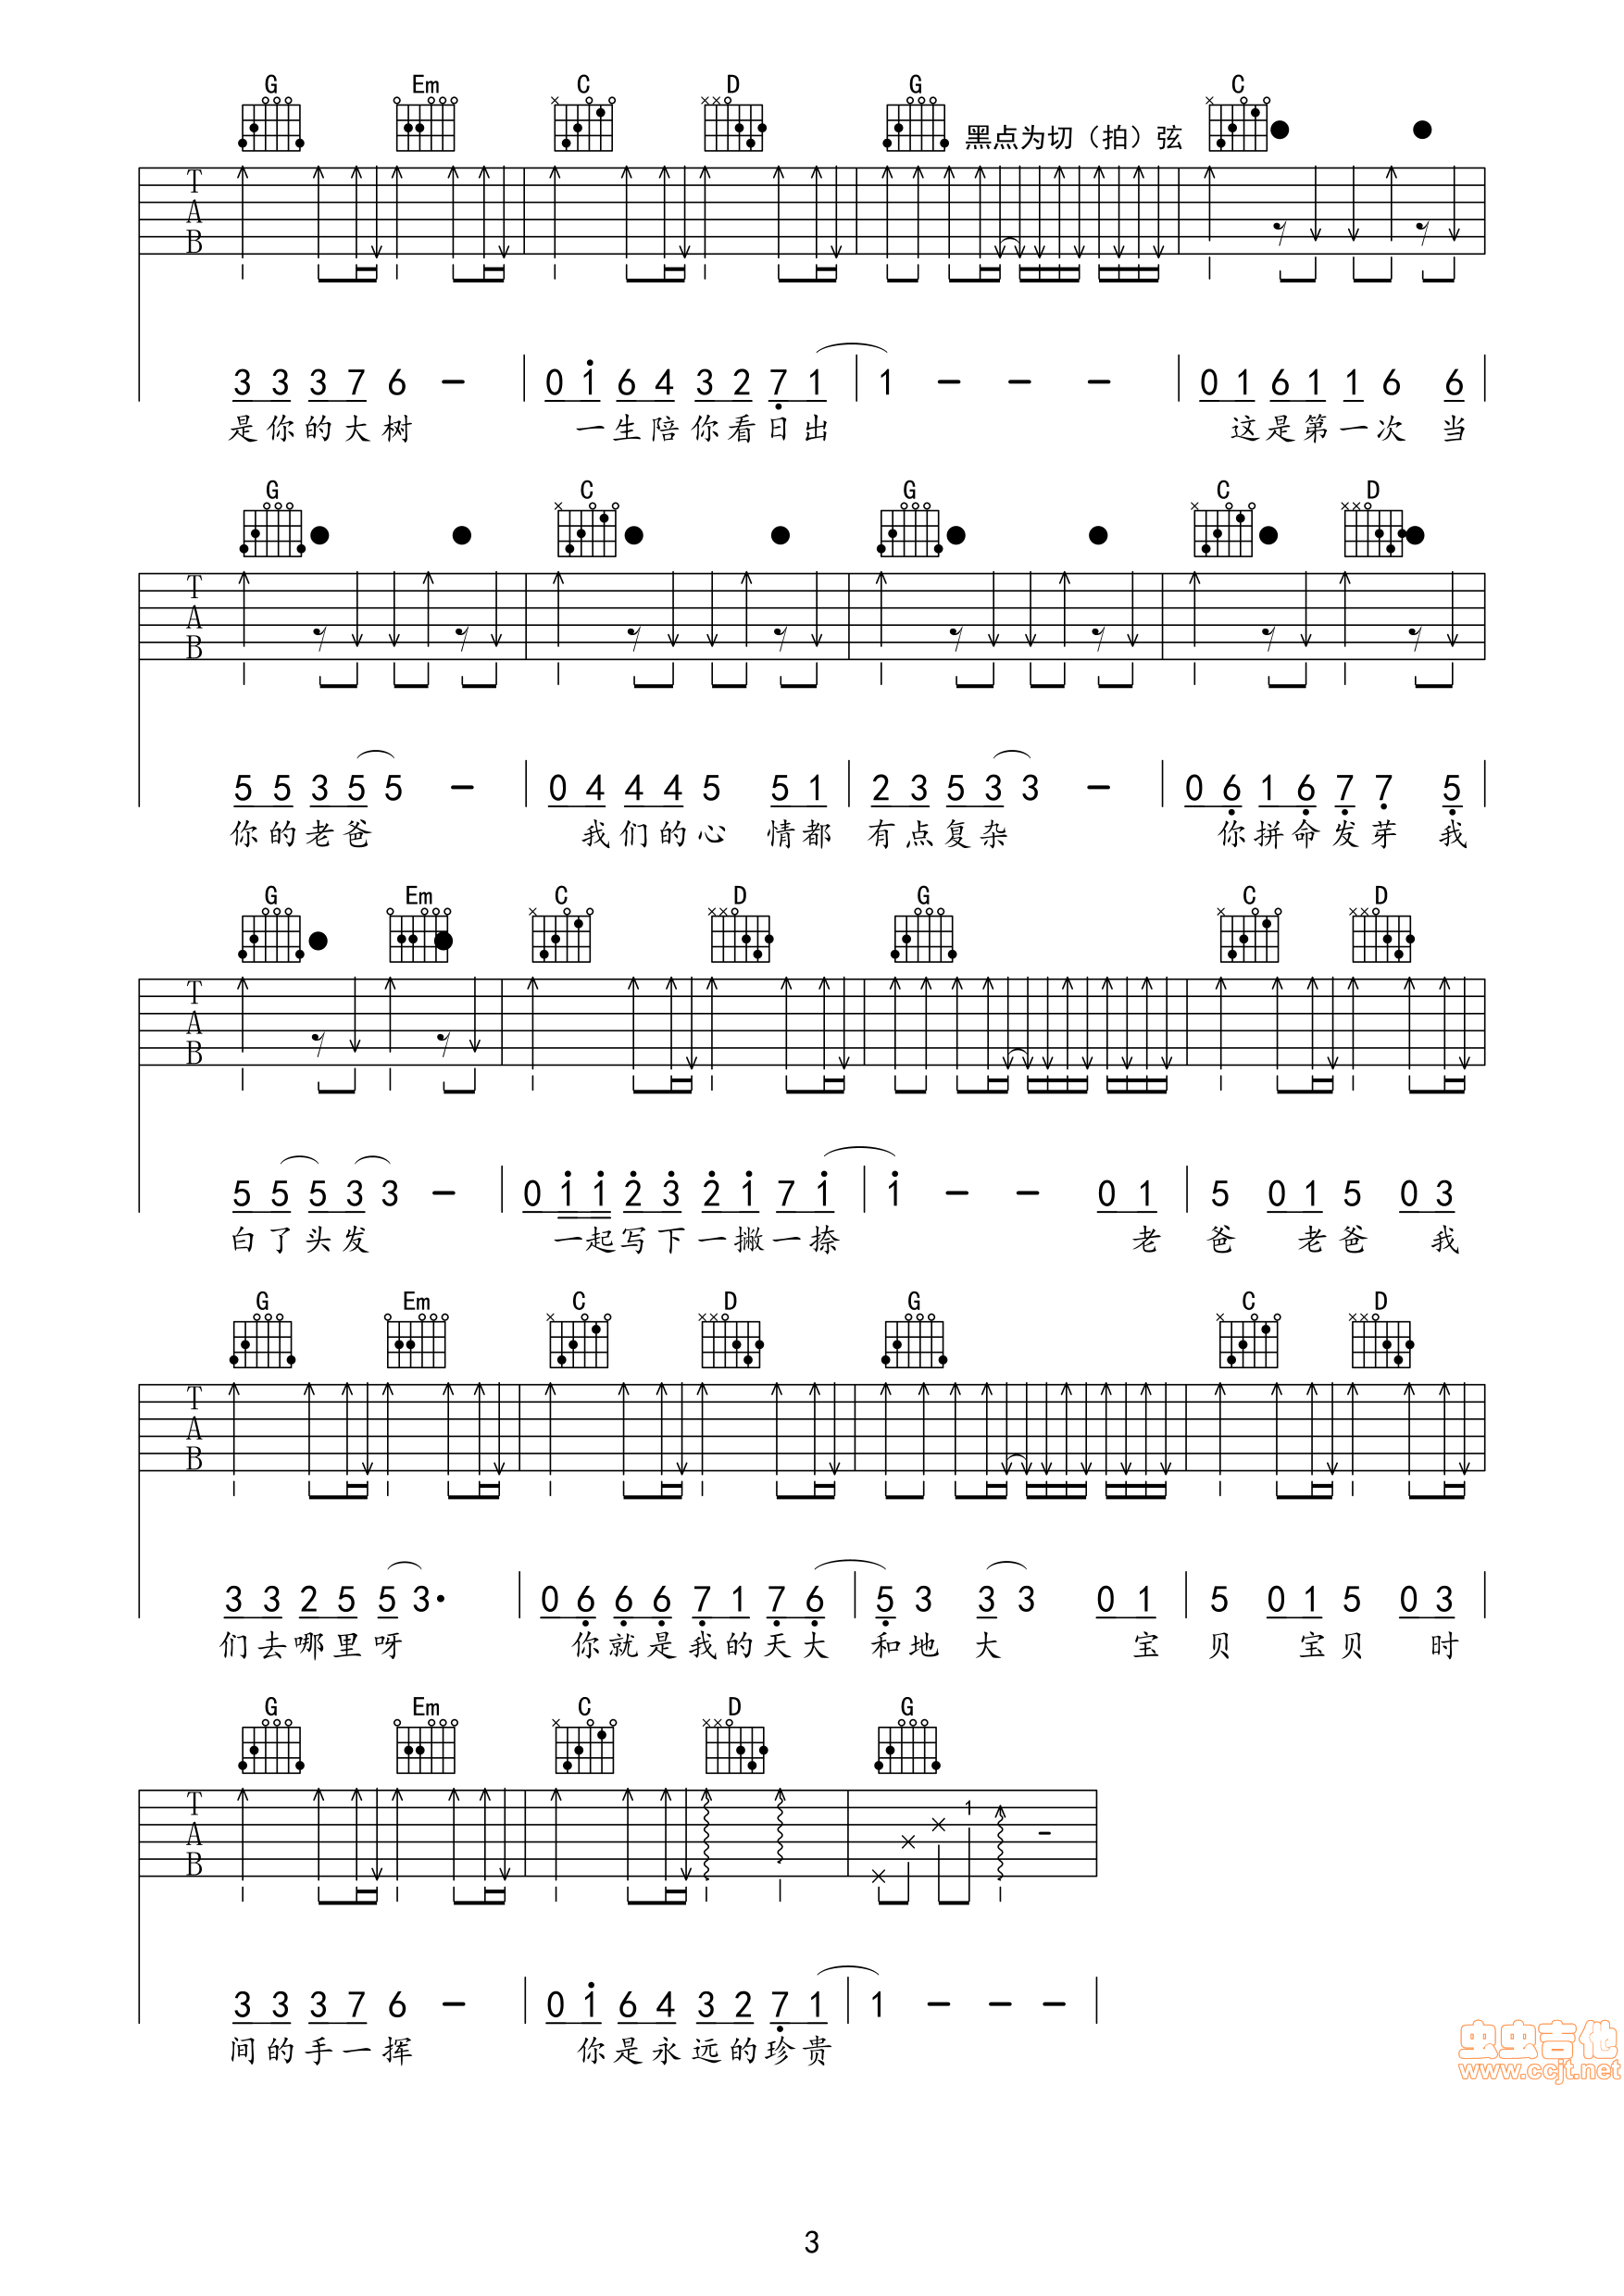 G Em C D G C
黑点为切（拍）弦
T
A
B
3 3 3 7 6 — 0 1 6 4 3 2 7 1 1 — — — 0 1 6 1 1 6 6
是你的大树 一生陪你看日出 这是第一次 当
G C G C D
T
A
B
5 5 3 5 5 — 0 4 4 4 5 5 1 2 3 5 3 3 — 0 6 1 6 7 7 5
你的老爸 我们的心 情都 有点复杂 你拼命发芽 我
G Em C D G C D
T
A
B
5 5 5 3 3 — 0 1 1 2 3 2 1 7 1 1 — — 0 1 5 0 1 5 0 3
白了头发 一起写下一撇一捺 老 爸 老爸 我
G Em C D G C D
T
A
B
3 3 2 5 5 3· 0 6 6 6 7 1 7 6 5 3 3 3 0 1 5 0 1 5 0 3
们去哪里呀 你就是我的天大 和地 大 宝 贝 宝贝 时
G Em C D G
T
A
B
1
3 3 3 7 6 — 0 1 6 4 3 2 7 1 1 — — —
间的手一挥 你是永远的珍贵
虫虫吉他
www.ccjt.net
3